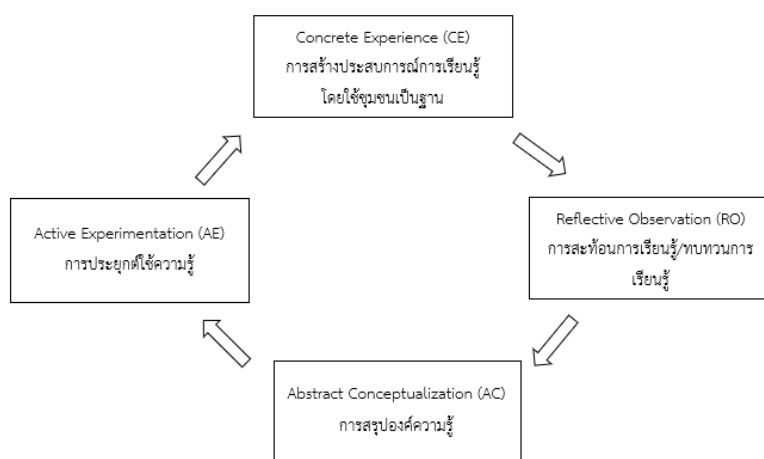 Concrete Experience (CE)
การสร้างประสบการณ์การเรียนรู้
โดยใช้ชุมชนเป็นฐาน
Reflective Observation (RO)
การสะท้อนการเรียนรู้/ทบทวนการ
เรียนรู้
Abstract Conceptualization (AC)
การสรุปองค์ความรู้
Active Experimentation (AE)
การประยุกต์ใช้ความรู้